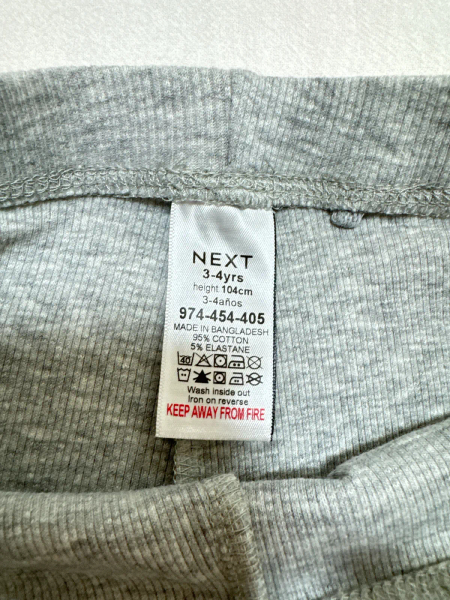 NEXT
3-4yrs
height 104cm
3-4años
974-454-405
MADE IN BANGLADESH
95% COTTON
5% ELASTANE
40
Wash inside out
Iron on reverse
KEEP AWAY FROM FIRE